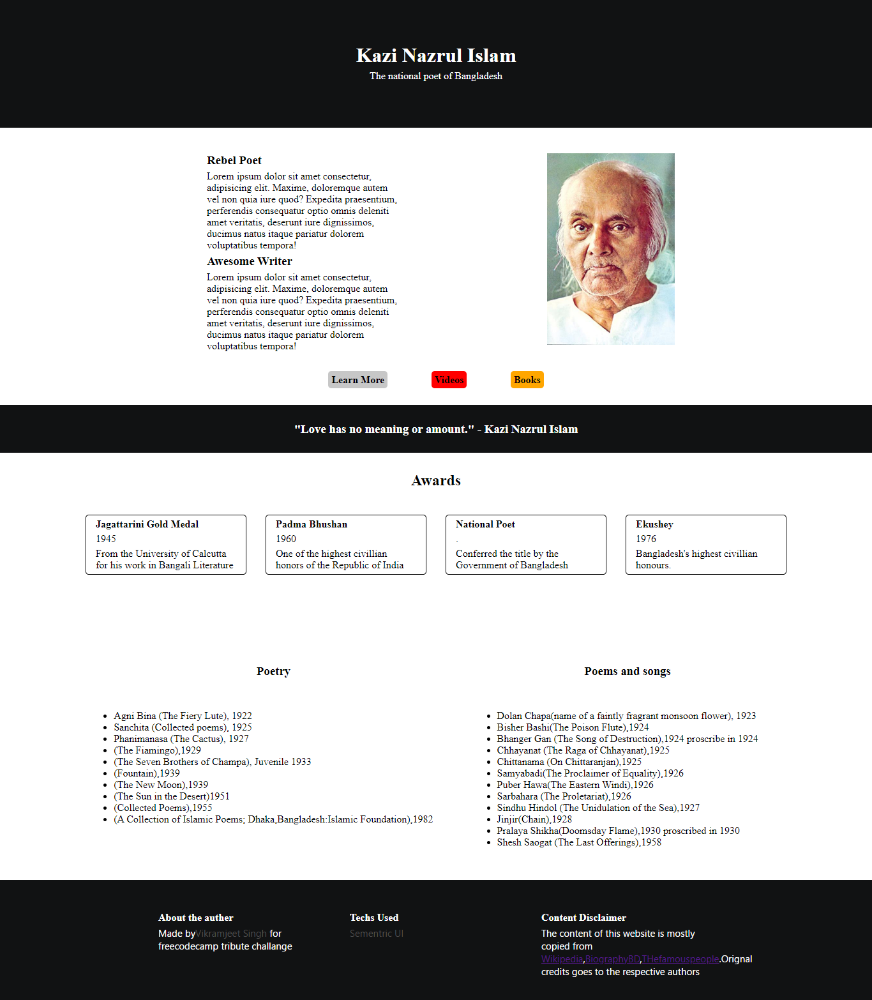 Kazi Nazrul Islam
The national poet of Bangladesh
Rebel Poet
Lorem ipsum dolor sit amet consectetur,
adipisicing elit. Maxime, doloremque autem
vel non quia iure quod? Expedita praesentium,
perferendis consequatur optio omnis deleniti
amet veritatis, deserunt iure dignissimos,
ducimus natus itaque pariatur dolorem
voluptatibus tempora!
Awesome Writer
Lorem ipsum dolor sit amet consectetur,
adipisicing elit. Maxime, doloremque autem
vel non quia iure quod? Expedita praesentium,
perferendis consequatur optio omnis deleniti
amet veritatis, deserunt iure dignissimos,
ducimus natus itaque pariatur dolorem
voluptatibus tempora!
Learn More
Videos
Books
"Love has no meaning or amount." - Kazi Nazrul Islam
Awards
Jagattarini Gold Medal
1945
From the University of Calcutta
for his work in Bangali Literature
Padma Bhushan
1960
One of the highest civillian
honors of the Republic of India
National Poet
.
Conferred the title by the
Government of Bangladesh
Ekushey
1976
Bangladesh's highest civillian
honours.
Poetry
• Agni Bina (The Fiery Lute), 1922
• Sanchita (Collected poems), 1925
• Phanimanasa (The Cactus), 1927
• (The Fiamingo),1929
• (The Seven Brothers of Champa), Juvenile 1933
• (Fountain),1939
• (The New Moon),1939
• (The Sun in the Desert)1951
• (Collected Poems),1955
• (A Collection of Islamic Poems; Dhaka,Bangladesh:Islamic Foundation),1982
Poems and songs
• Dolan Chapa(name of a faintly fragrant monsoon flower), 1923
• Bisher Bashi(The Poison Flute),1924
• Bhanger Gan (The Song of Destruction),1924 proscribe in 1924
• Chhayanat (The Raga of Chhayanat),1925
• Chittanama (On Chittaranjan),1925
• Samyabadi(The Proclaimer of Equality),1926
• Puber Hawa(The Eastern Windi),1926
• Sarbahara (The Proletariat),1926
• Sindhu Hindol (The Unidulation of the Sea),1927
• Jinjir(Chain),1928
• Pralaya Shikha(Doomsday Flame),1930 proscribed in 1930
• Shesh Saogat (The Last Offerings),1958
About the auther
Made byVikramjeet Singh for
freecodecamp tribute challange
Techs Used
Sementric UI
Content Disclaimer
The content of this website is mostly
copied from
Wikipedia,BiographyBD,THefamouspeople.Orignal
credits goes to the respective authors